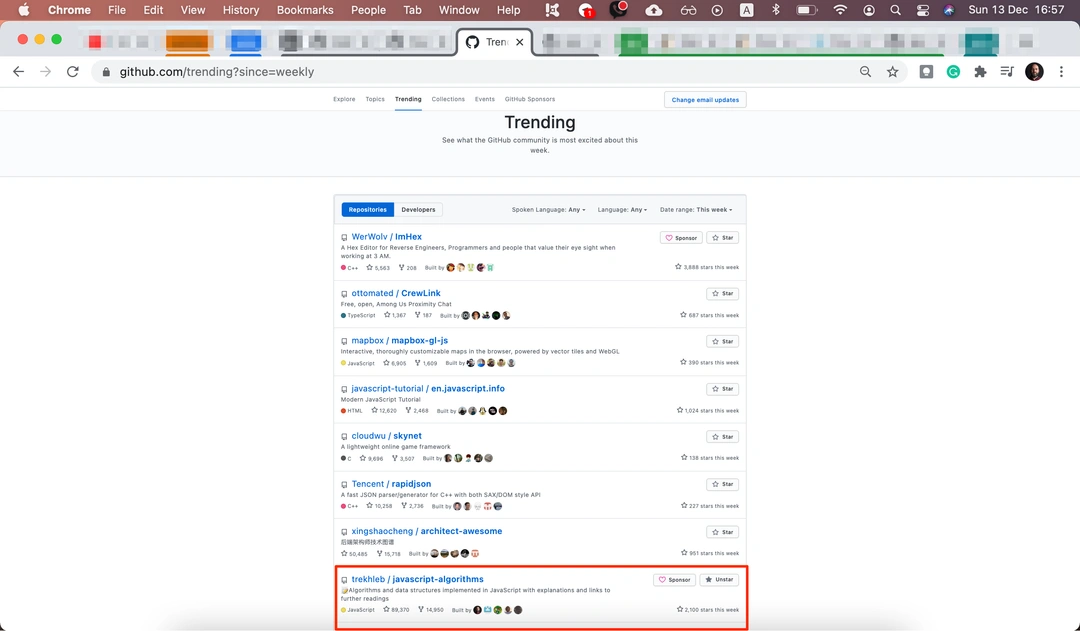 Chrome File Edit View History Bookmarks People Tab Window Help 1 A Sun 13 Dec 16:57
Tren
github.com/trending?since=weekly
Explore Topics Trending Collections Events GitHub Sponsors Change email updates
Trending
See what the GitHub community is most excited about this
week.
Repositories Developers Spoken Language: Any Language: Any Date range: This week
WerWolv / ImHex Sponsor Star
A Hex Editor for Reverse Engineers, Programmers and people that value their eye sight when
working at 3 AM.
C++ 5,563 208 Built by 3,868 stars this week
ottomated / CrewLink Star
Free, open, Among Us Proximity Chat
TypeScript 1,367 187 Built by 687 stars this week
mapbox / mapbox-gl-js Star
Interactive, thoroughly customizable maps in the browser, powered by vector tiles and WebGL
JavaScript 6,905 1,609 Built by 390 stars this week
javascript-tutorial / en.javascript.info Star
Modern JavaScript Tutorial
HTML 12,620 2,466 Built by 1,024 stars this week
cloudwu / skynet Star
A lightweight online game framework
C 9,696 3,507 Built by 138 stars this week
Tencent / rapidjson Star
A fast JSON parser/generator for C++ with both SAX/DOM style API
C++ 10,258 2,736 Built by 227 stars this week
xingshaocheng / architect-awesome Star
后端架构师技术图谱
50,485 15,718 Built by 951 stars this week
trekhleb / javascript-algorithms Sponsor Unstar
Algorithms and data structures implemented in JavaScript with explanations and links to
further readings
JavaScript 89,370 14,950 Built by 2,100 stars this week